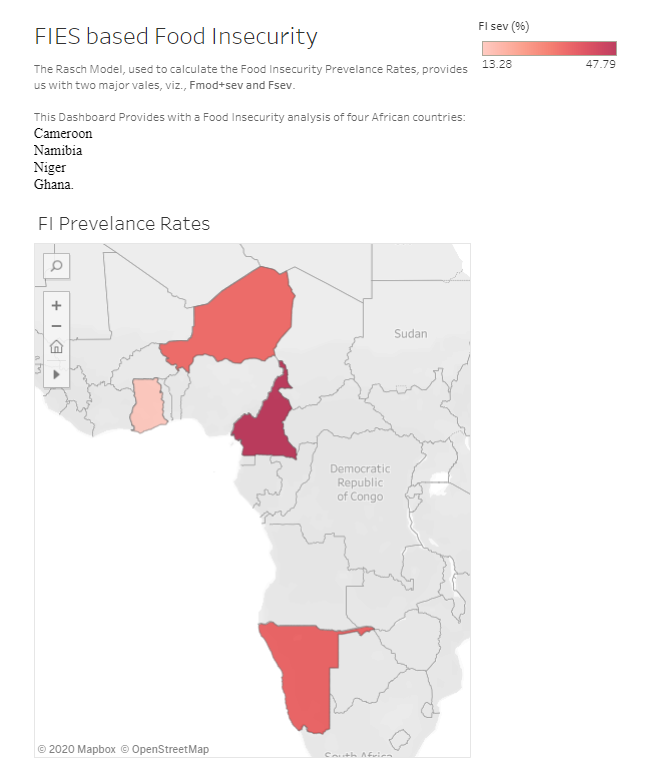 FIES based Food Insecurity
FI sev (%)
13.28 47.79
The Rasch Model, used to calculate the Food Insecurity Prevelance Rates, provides
us with two major vales, viz., Fmod+sev and Fsev.
This Dashboard Provides with a Food Insecurity analysis of four African countries:
Cameroon
Namibia
Niger
Ghana.
FI Prevelance Rates
Sudan
Democratic
Republic
of Congo
South Africa
© 2020 Mapbox © OpenStreetMap